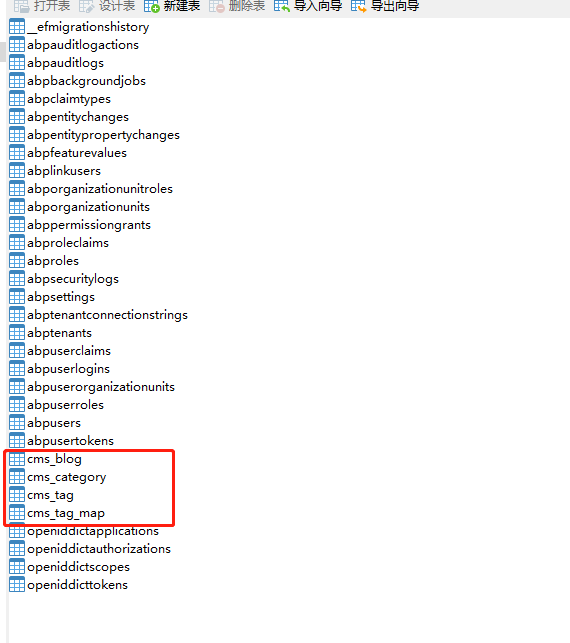 打开表 设计表 新建表 删除表 导入向导 导出向导
__efmigrationshistory
abpauditlogactions
abpauditlogs
abpbackgroundjobs
abpclaimtypes
abpentitychanges
abpentitypropertychanges
abpfeaturevalues
abplinkusers
abporganizationunitroles
abporganizationunits
abppermissiongrants
abproleclaims
abproles
abpsecuritylogs
abpsettings
abptenantconnectionstrings
abptenants
abpuserclaims
abpuserlogins
abpuserorganizationunits
abpuserroles
abpusers
abpusertokens
cms_blog
cms_category
cms_tag
cms_tag_map
openiddictapplications
openiddictauthorizations
openiddictscopes
openiddicttokens